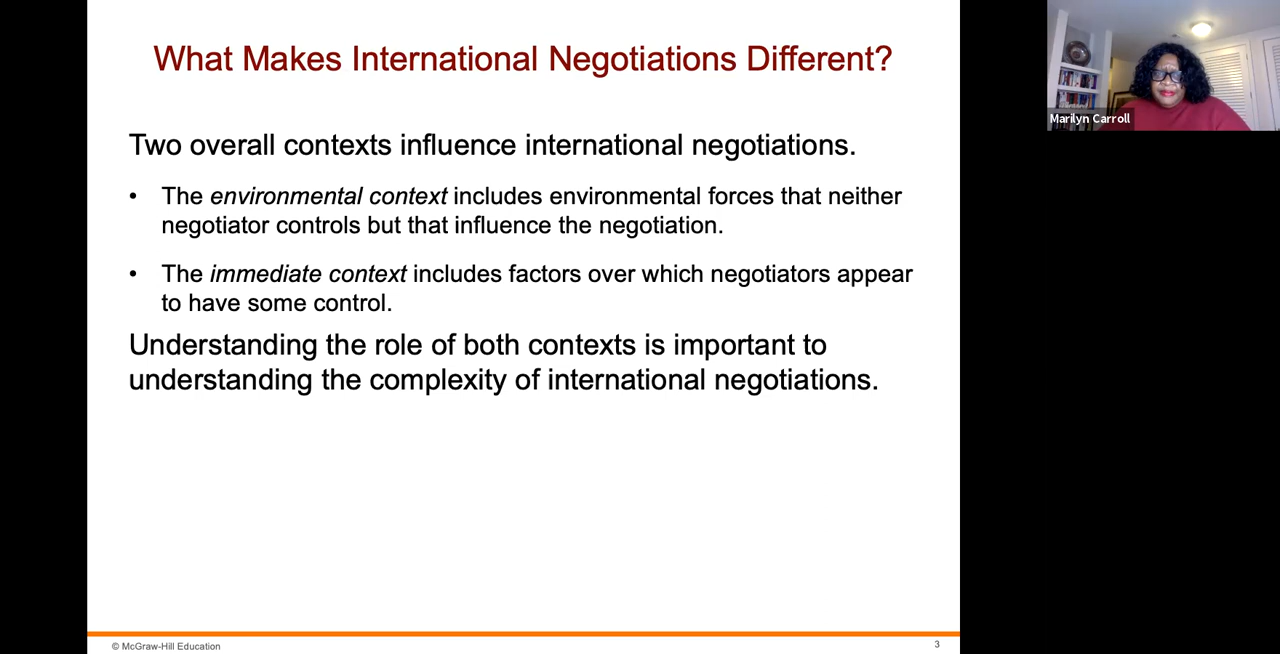 What Makes International Negotiations Different?
Two overall contexts influence international negotiations.
• The environmental context includes environmental forces that neither
negotiator controls but that influence the negotiation.
• The immediate context includes factors over which negotiators appear
to have some control.
Understanding the role of both contexts is important to
understanding the complexity of international negotiations.
© McGraw-Hill Education
3
Marilyn Carroll